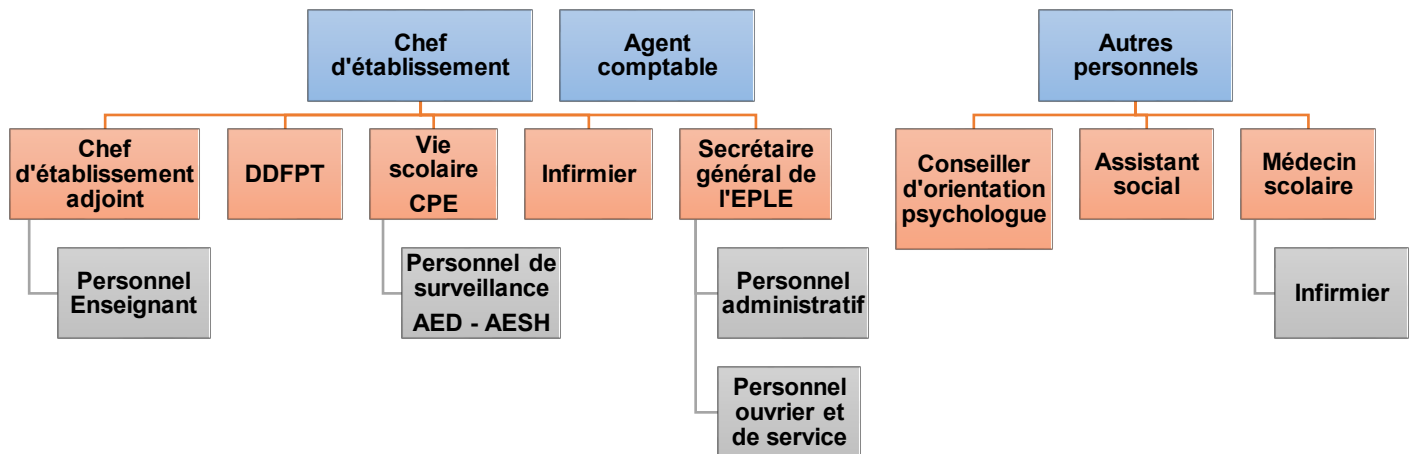 Chef
d'établissement
Agent
comptable
Autres
personnels
Chef
d'établissement
adjoint
DDFPT
Vie
scolaire
CPE
Infirmier
Secrétaire
général de
l'EPLE
Conseiller
d'orientation
psychologue
Assistant
social
Médecin
scolaire
Personnel
Enseignant
Personnel de
surveillance
AED - AESH
Personnel
administratif
Infirmier
Personnel
ouvrier et
de service